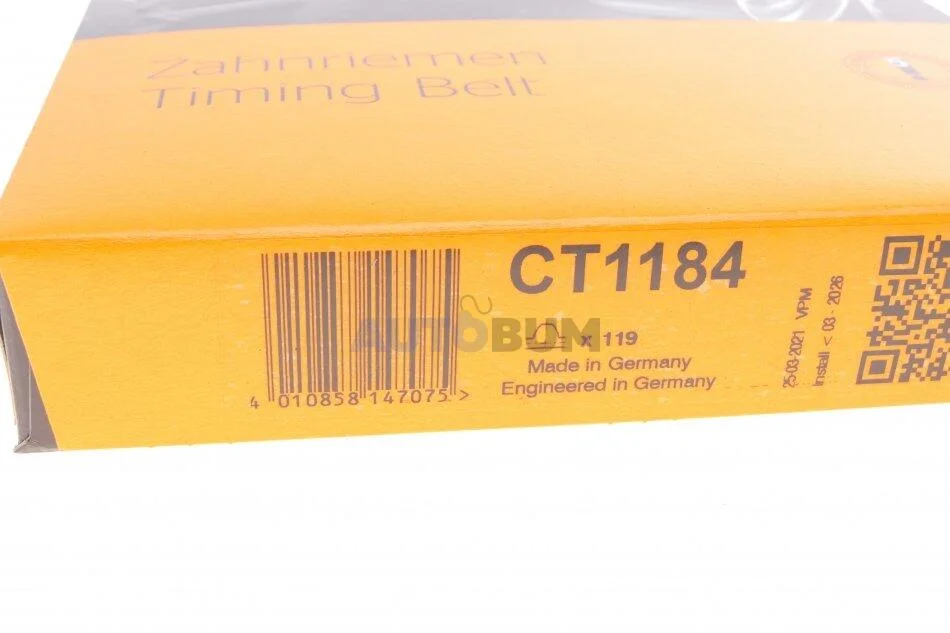 Zahnriemen
Timing Belt
CT1184
AUTOBUM
x 119
Made in Germany
Engineered in Germany
4 010858 147075 >
25-03-2021 VPM
Install < 03 - 2026